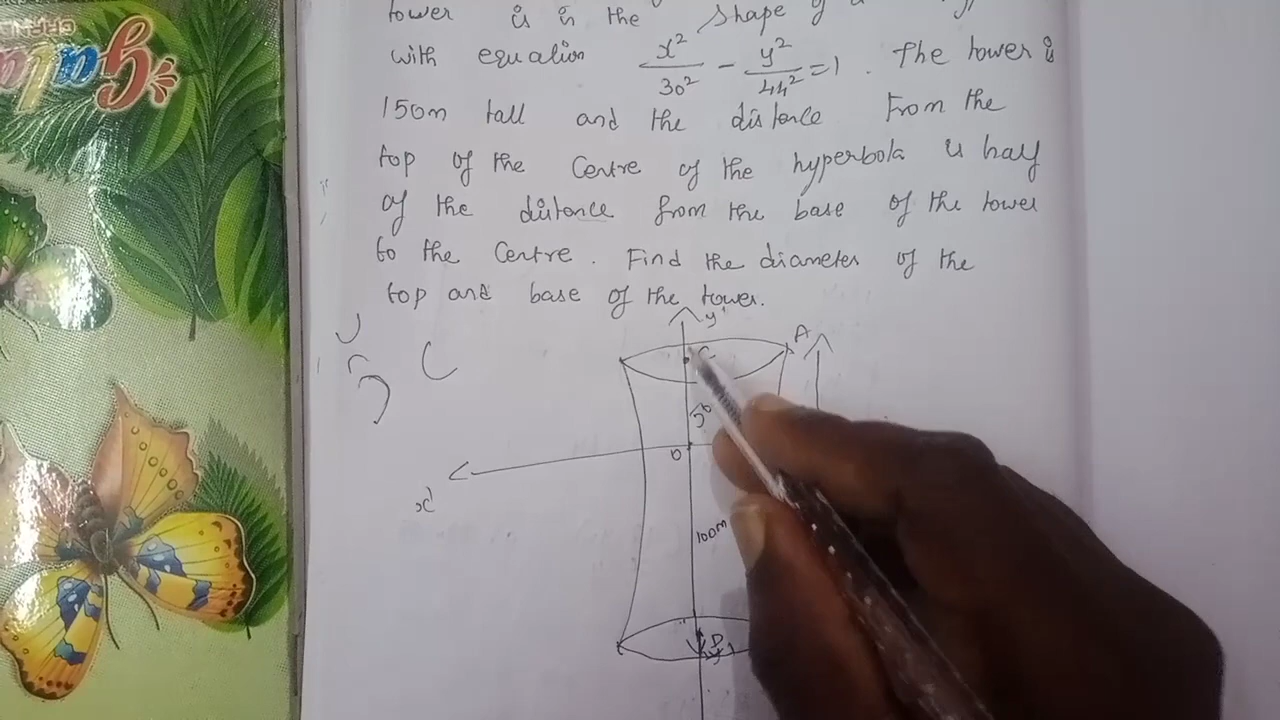 tower is in the shape of a
with equation x²/30² - y²/44² = 1. The tower is
150m tall and the distance from the
top of the centre of the hyperbola is half
of the distance from the base of the tower
to the centre. Find the diameter of the
top and base of the tower.
y'
A
C
50
O
x'
100m
D
y'